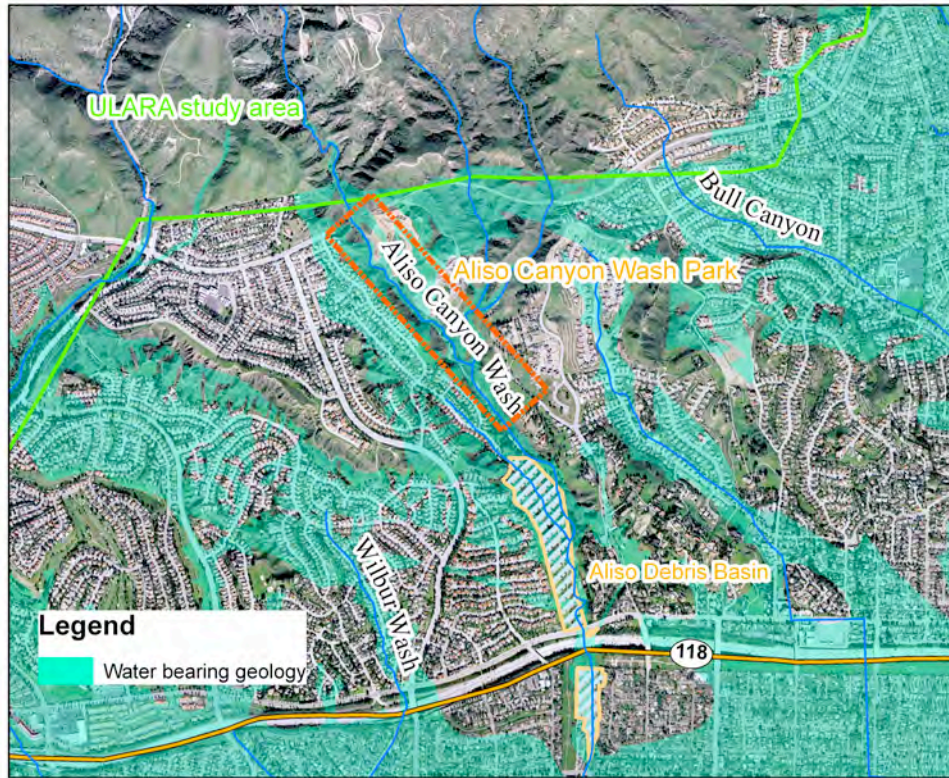 ULARA study area
Bull Canyon
Aliso Canyon Wash Park
Aliso Canyon Wash
Aliso Debris Basin
Wilbur Wash
Legend
Water bearing geology
118